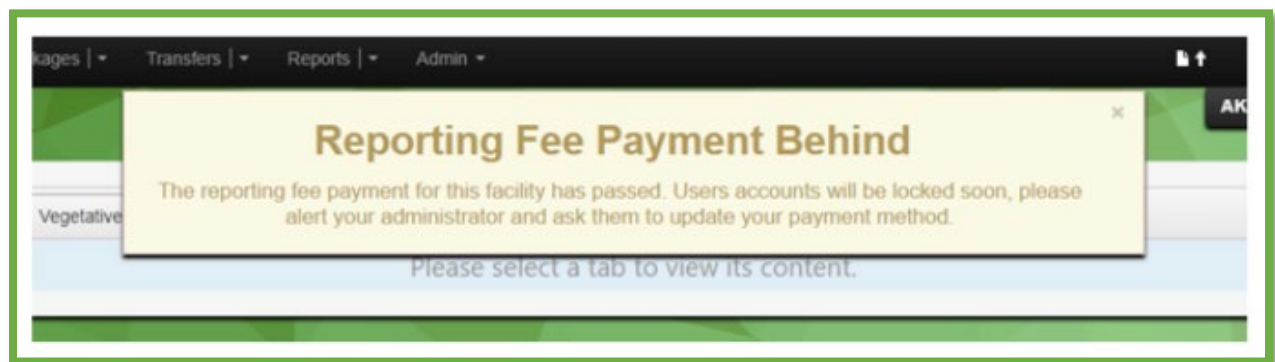 kages | Transfers | Reports | Admin
AK
Reporting Fee Payment Behind
The reporting fee payment for this facility has passed. Users accounts will be locked soon, please
alert your administrator and ask them to update your payment method.
Vegetative
Please select a tab to view its content.